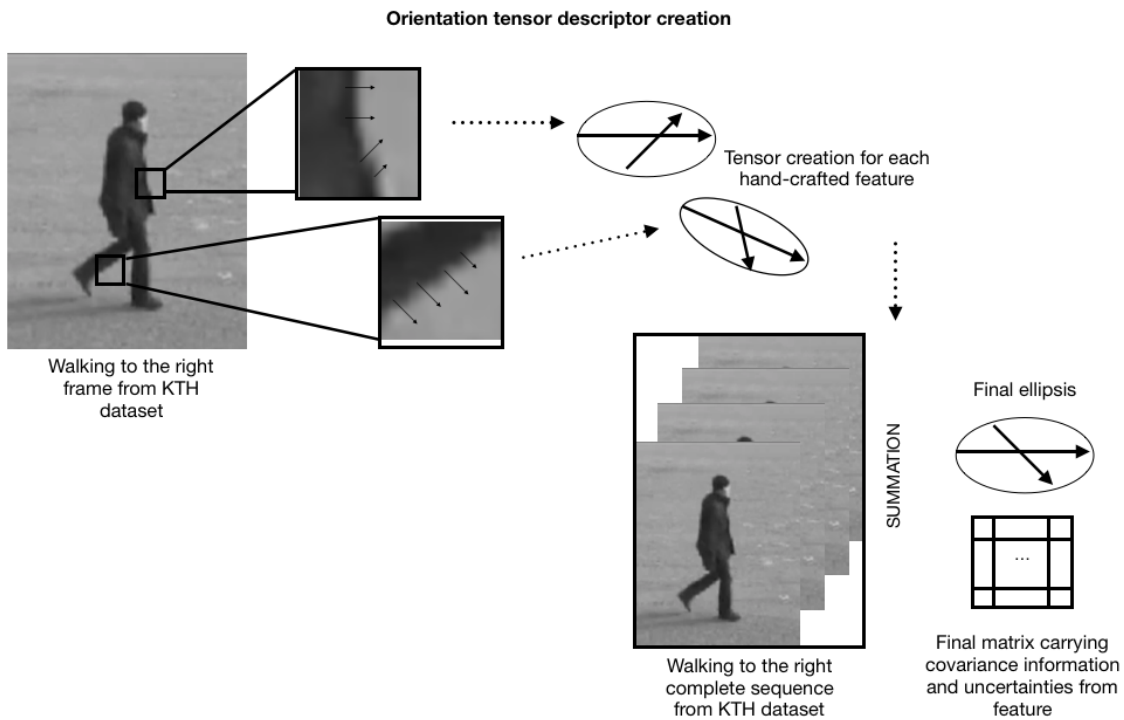 Orientation tensor descriptor creation
Tensor creation for each
hand-crafted feature
Walking to the right
frame from KTH
dataset
SUMMATION
Final ellipsis
...
Walking to the right
complete sequence
from KTH dataset
Final matrix carrying
covariance information
and uncertainties from
feature